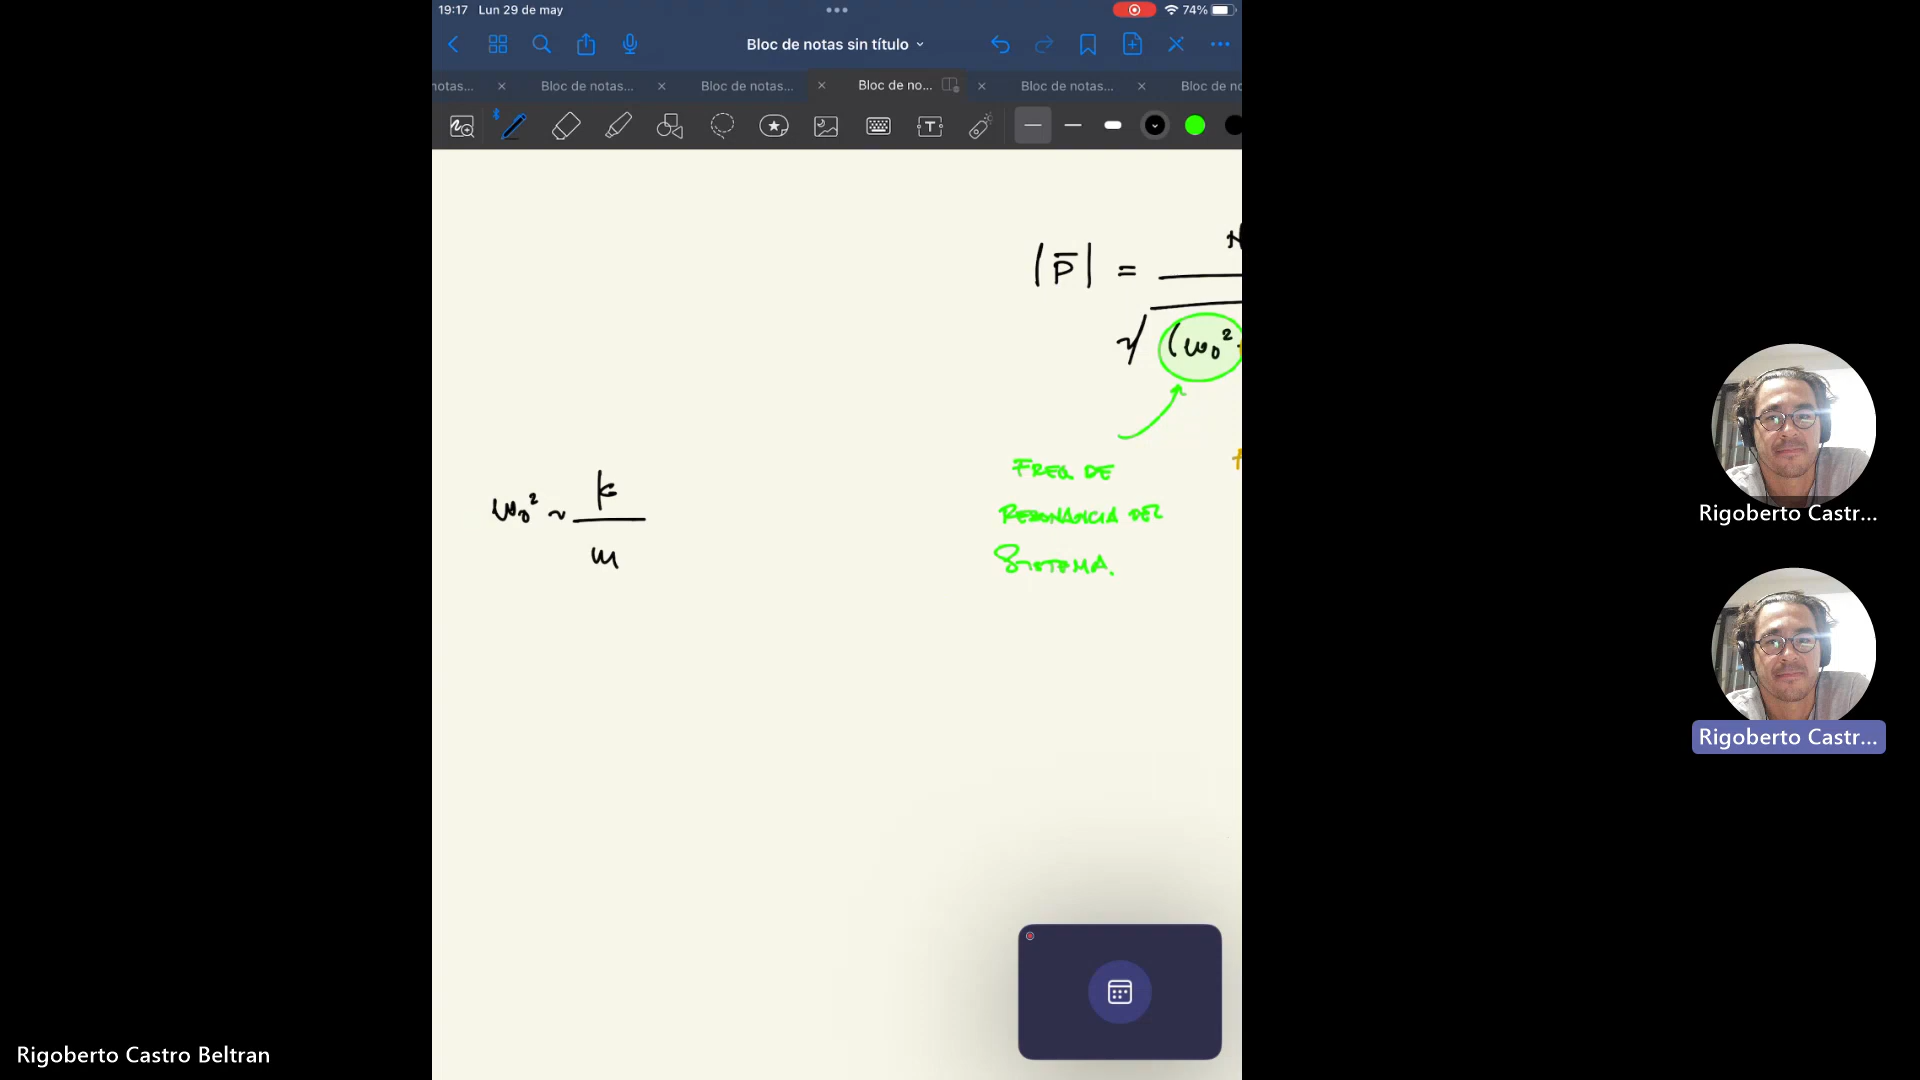 19:17 Lun 29 de may
74%
Bloc de notas sin título
notas...
Bloc de notas...
Bloc de notas...
Bloc de no...
Bloc de notas...
Bloc de no
T
|P̅| =
√ (ω₀²
FREQ. DE
RESONANCIA DEL
SISTEMA.
ω₀² ~ k
m
Rigoberto Castr...
Rigoberto Castr...
Rigoberto Castro Beltran